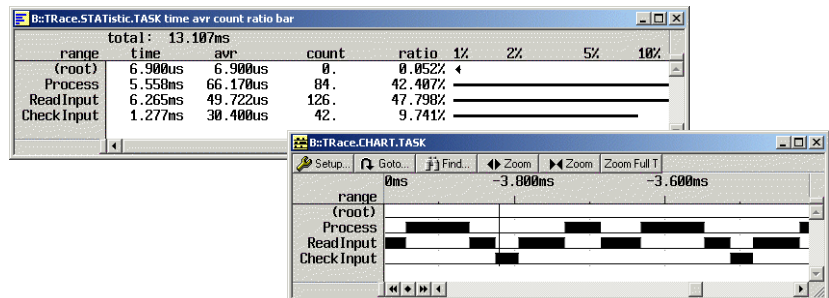 B::TRace.STATistic.TASK time avr count ratio bar
total: 13.107ms
range time avr count ratio 1% 2% 5% 10%
(root) 6.900us 6.900us 0. 0.052%
Process 5.558ms 66.170us 84. 42.407%
ReadInput 6.265ms 49.722us 126. 47.798%
CheckInput 1.277ms 30.400us 42. 9.741%
B::TRace.CHART.TASK
Setup... Goto... Find... Zoom Zoom Zoom Full T
0ms -3.800ms -3.600ms
range
(root)
Process
ReadInput
CheckInput